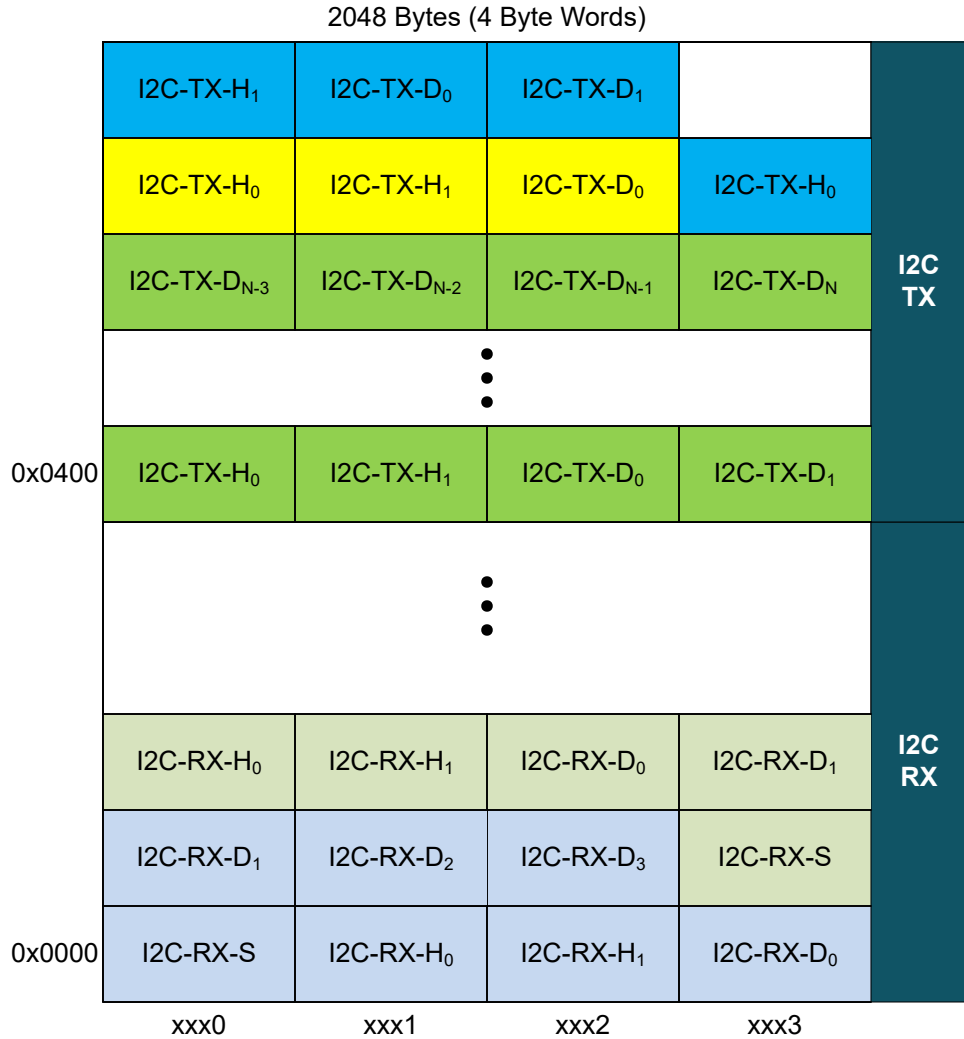 2048 Bytes (4 Byte Words)
I2C-TX-H₁ I2C-TX-D₀ I2C-TX-D₁
I2C-TX-H₀ I2C-TX-H₁ I2C-TX-D₀ I2C-TX-H₀
I2C-TX-D_{N-3} I2C-TX-D_{N-2} I2C-TX-D_{N-1} I2C-TX-D_N
I2C
TX
0x0400 I2C-TX-H₀ I2C-TX-H₁ I2C-TX-D₀ I2C-TX-D₁
I2C-RX-H₀ I2C-RX-H₁ I2C-RX-D₀ I2C-RX-D₁
I2C
RX
I2C-RX-D₁ I2C-RX-D₂ I2C-RX-D₃ I2C-RX-S
0x0000 I2C-RX-S I2C-RX-H₀ I2C-RX-H₁ I2C-RX-D₀
xxx0 xxx1 xxx2 xxx3